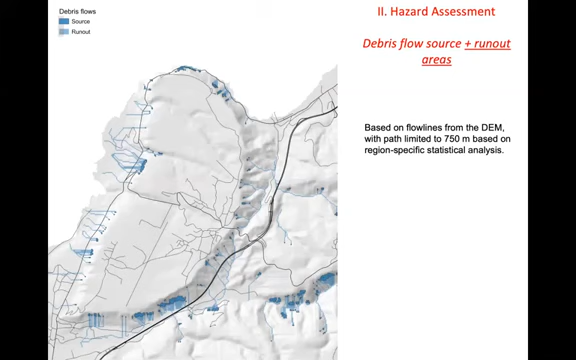 Debris flows
Source
Runout
II. Hazard Assessment
Debris flow source + runout
areas
Based on flowlines from the DEM,
with path limited to 750 m based on
region-specific statistical analysis.